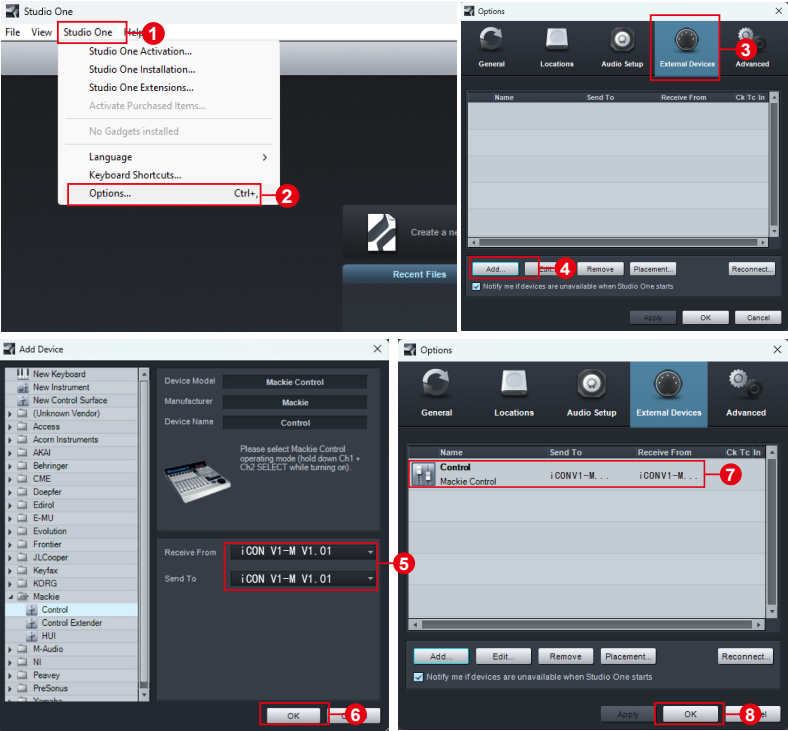 Studio One
File View Studio One Help
1
Studio One Activation...
Studio One Installation...
Studio One Extensions...
Activate Purchased Items...
No Gadgets installed
Language
Keyboard Shortcuts...
Options... Ctrl+,
2
Create a ne
Recent Files
Options
General Locations Audio Setup External Devices Advanced
3
Name Send To Receive From Ck Tc In
Add... Edit... Remove Placement... Reconnect...
4
Notify me if devices are unavailable when Studio One starts
Apply OK Cancel
Add Device
New Keyboard
New Instrument
New Control Surface
(Unknown Vendor)
Access
Acorn Instruments
AKAI
Behringer
CME
Doepfer
Edirol
E-MU
Evolution
Frontier
JLCooper
Keyfax
KORG
Mackie
Control
Control Extender
HUI
M-Audio
NI
Peavey
PreSonus
Yamaha
Device Model Mackie Control
Manufacturer Mackie
Device Name Control
Please select Mackie Control
operating mode (hold down Ch1 +
Ch2 SELECT while turning on).
Receive From iCON V1-M V1.01
5
Send To iCON V1-M V1.01
OK
6
Options
General Locations Audio Setup External Devices Advanced
Name Send To Receive From Ck Tc In
Control
Mackie Control iCONV1-M... iCONV1-M...
7
Add... Edit... Remove Placement... Reconnect...
Notify me if devices are unavailable when Studio One starts
Apply OK
8